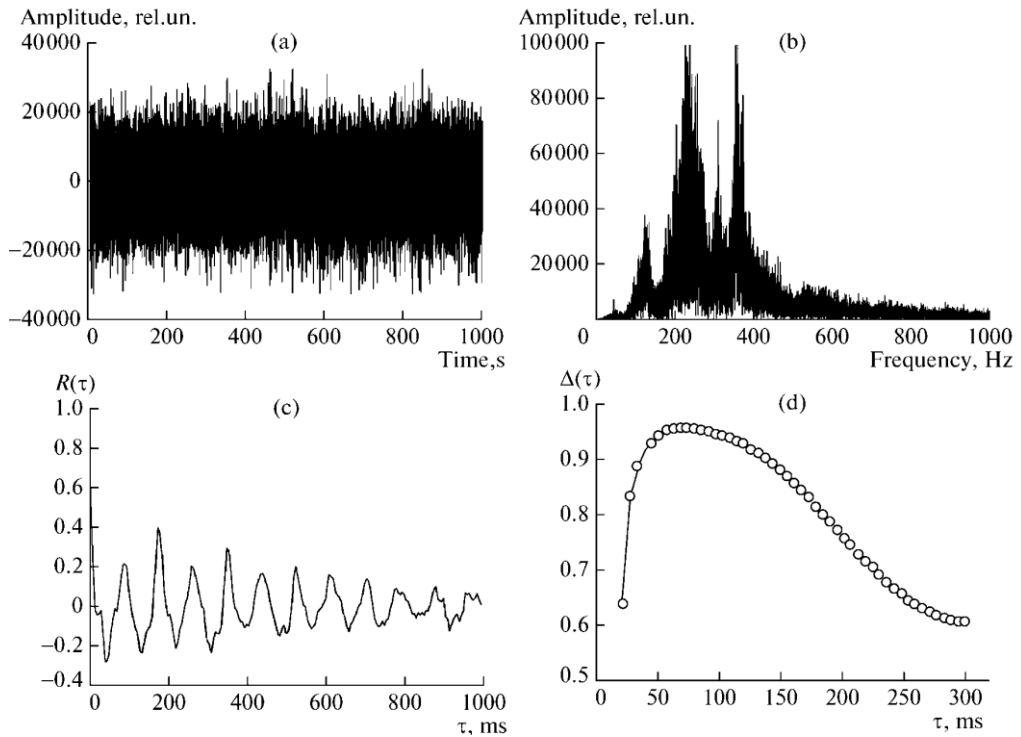 Amplitude, rel.un.
(a)
40000
20000
0
−20000
−40000
0 200 400 600 800 1000
Time,s
Amplitude, rel.un.
(b)
100000
80000
60000
40000
20000
0 200 400 600 800 1000
Frequency, Hz
R(τ)
(c)
1.0
0.8
0.6
0.4
0.2
0
−0.2
−0.4
0 200 400 600 800 1000
τ, ms
Δ(τ)
(d)
1.0
0.9
0.8
0.7
0.6
0.5
0 50 100 150 200 250 300
τ, ms